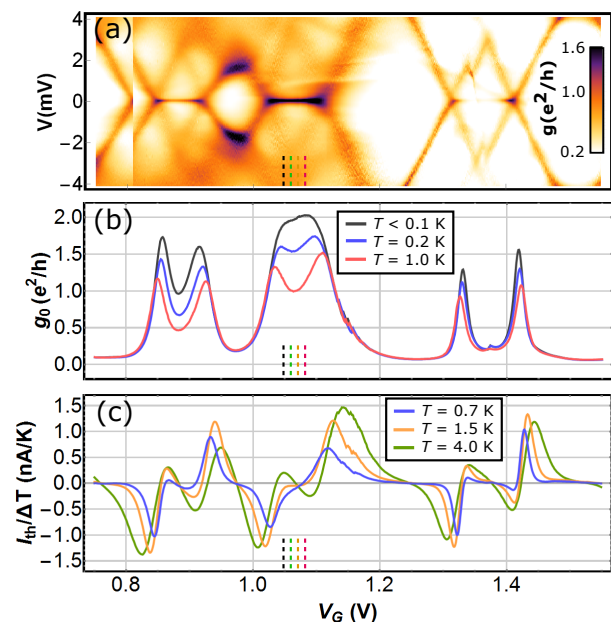 (a)
V(mV)
4
2
0
−2
−4
g(e²/h)
1.6
1.0
0.2
(b)
g₀(e²/h)
2.0
1.5
1.0
0.5
0.0
T < 0.1 K
T = 0.2 K
T = 1.0 K
(c)
I_th/ΔT (nA/K)
1.5
1.0
0.5
0.0
−0.5
−1.0
−1.5
T = 0.7 K
T = 1.5 K
T = 4.0 K
0.8 1.0 1.2 1.4
V_G (V)